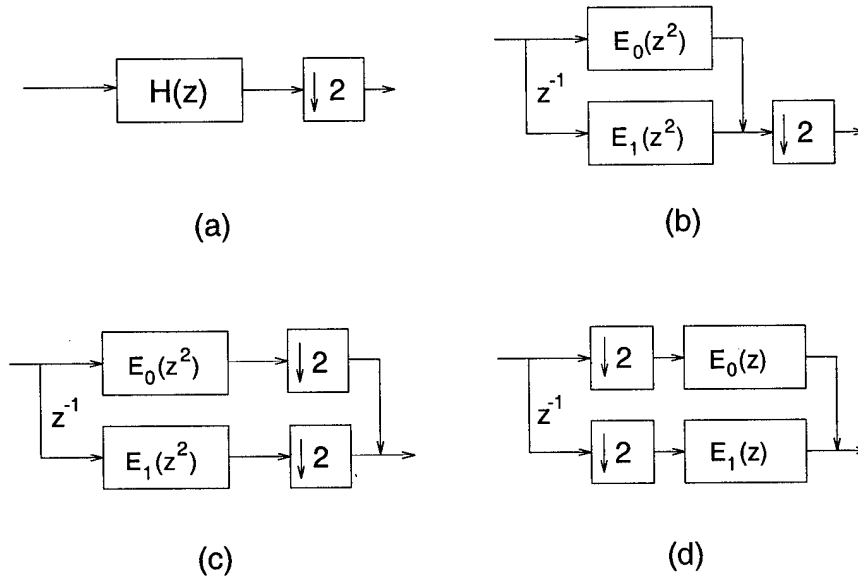 H(z)
↓ 2
(a)
E₀(z²)
z⁻¹
E₁(z²)
↓ 2
(b)
E₀(z²)
↓ 2
z⁻¹
E₁(z²)
↓ 2
(c)
↓ 2
E₀(z)
z⁻¹
↓ 2
E₁(z)
(d)